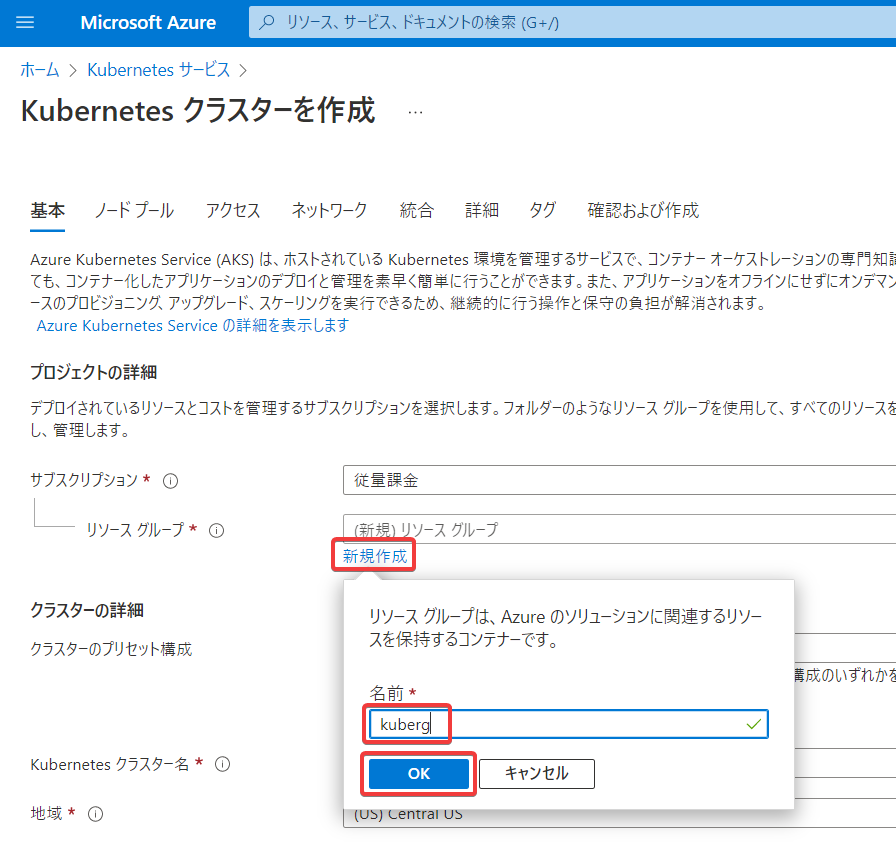 Microsoft Azure
リソース、サービス、ドキュメントの検索 (G+/)
ホーム > Kubernetes サービス >
Kubernetes クラスターを作成 …
基本 ノード プール アクセス ネットワーク 統合 詳細 タグ 確認および作成
Azure Kubernetes Service (AKS) は、ホストされている Kubernetes 環境を管理するサービスで、コンテナー オーケストレーションの専門知識
ても、コンテナー化したアプリケーションのデプロイと管理を素早く簡単に行うことができます。また、アプリケーションをオフラインにせずにオンデマン
ースのプロビジョニング、アップグレード、スケーリングを実行できるため、継続的に行う操作と保守の負担が解消されます。
Azure Kubernetes Service の詳細を表示します
プロジェクトの詳細
デプロイされているリソースとコストを管理するサブスクリプションを選択します。フォルダーのようなリソース グループを使用して、すべてのリソースを
し、管理します。
サブスクリプション *
従量課金
リソース グループ *
(新規) リソース グループ
新規作成
リソース グループは、Azure のソリューションに関連するリソー
スを保持するコンテナーです。
クラスターの詳細
クラスターのプリセット構成
構成のいずれかを
名前 *
kuberg
Kubernetes クラスター名 *
OK キャンセル
地域 *
(US) Central US